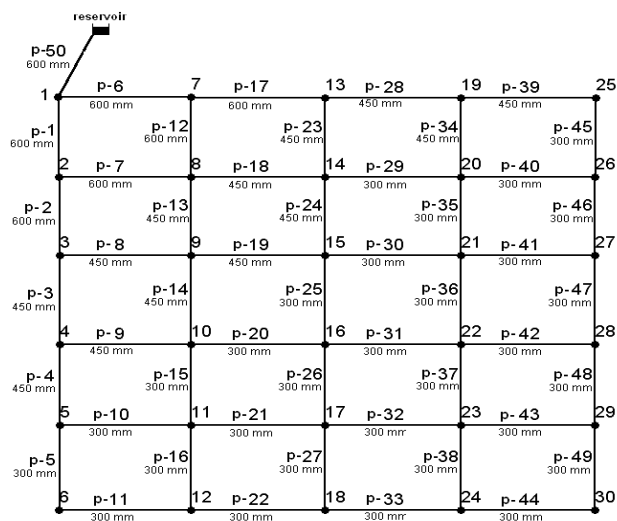 reservoir
p-50
600 mm
1 p-6 7 p-17 13 p-28 19 p-39 25
600 mm 600 mm 450 mm 450 mm
p-1 p-12 p-23 p-34 p-45
600 mm 600 mm 450 mm 450 mm 300 mm
2 p-7 8 p-18 14 p-29 20 p-40 26
600 mm 450 mm 300 mm 300 mm
p-2 p-13 p-24 p-35 p-46
600 mm 450 mm 450 mm 300 mm 300 mm
3 p-8 9 p-19 15 p-30 21 p-41 27
450 mm 450 mm 300 mm 300 mm
p-3 p-14 p-25 p-36 p-47
450 mm 450 mm 300 mm 300 mm 300 mm
4 p-9 10 p-20 16 p-31 22 p-42 28
450 mm 300 mm 300 mm 300 mm
p-4 p-15 p-26 p-37 p-48
450 mm 300 mm 300 mm 300 mm 300 mm
5 p-10 11 p-21 17 p-32 23 p-43 29
300 mm 300 mm 300 mm 300 mm
p-5 p-16 p-27 p-38 p-49
300 mm 300 mm 300 mm 300 mm 300 mm
6 p-11 12 p-22 18 p-33 24 p-44 30
300 mm 300 mm 300 mm 300 mm